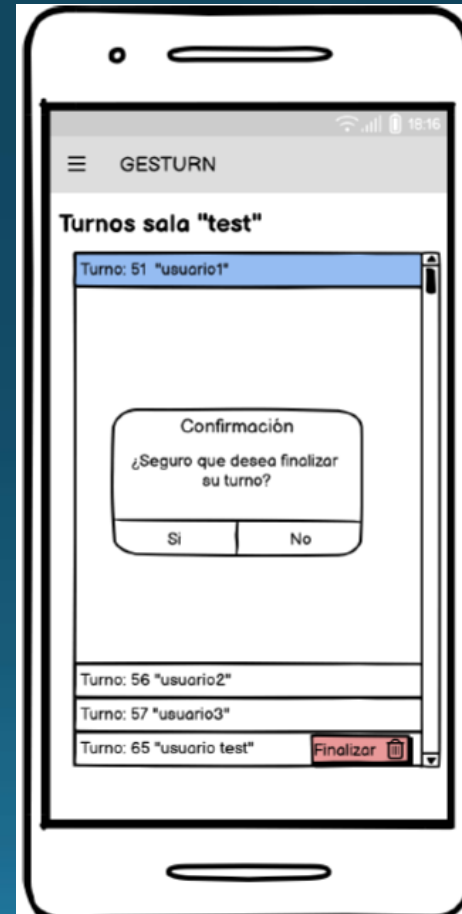 18:16
GESTURN
Turnos sala "test"
Turno: 51 "usuario1"
Confirmación
¿Seguro que desea finalizar
su turno?
Si No
Turno: 56 "usuario2"
Turno: 57 "usuario3"
Turno: 65 "usuario test" Finalizar